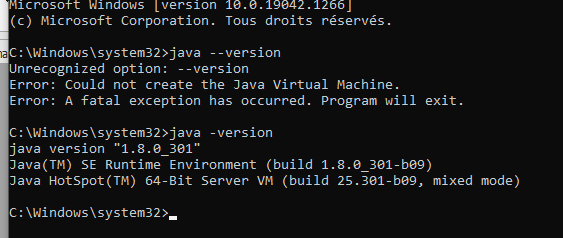 Microsoft Windows [version 10.0.19042.1266]
(c) Microsoft Corporation. Tous droits réservés.
C:\Windows\system32>java --version
Unrecognized option: --version
Error: Could not create the Java Virtual Machine.
Error: A fatal exception has occurred. Program will exit.
C:\Windows\system32>java -version
java version "1.8.0_301"
Java(TM) SE Runtime Environment (build 1.8.0_301-b09)
Java HotSpot(TM) 64-Bit Server VM (build 25.301-b09, mixed mode)
C:\Windows\system32>